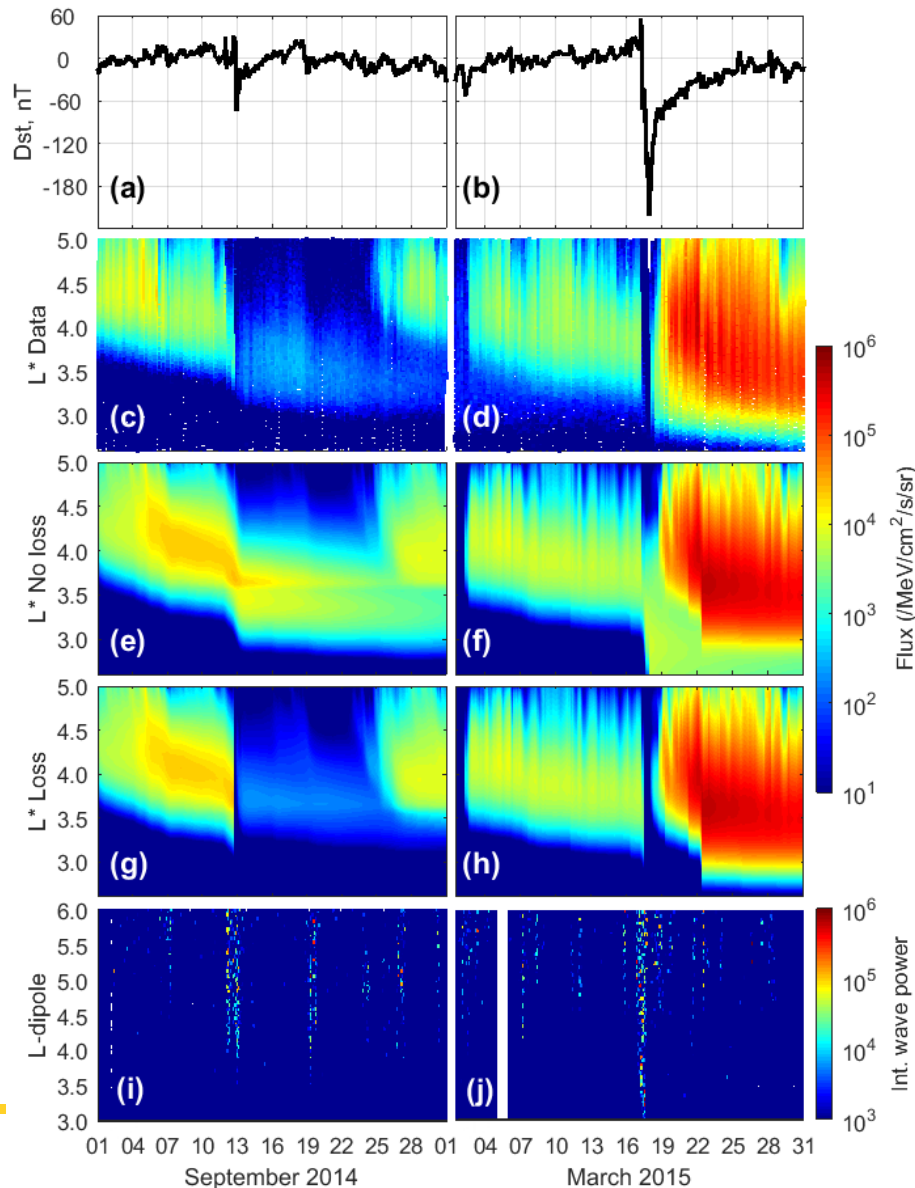 60
0
-60
-120
-180
Dst, nT
(a)
(b)
5.0
4.5
4.0
3.5
3.0
L* Data
(c)
(d)
5.0
4.5
4.0
3.5
3.0
L* No loss
(e)
(f)
5.0
4.5
4.0
3.5
3.0
L* Loss
(g)
(h)
10^6
10^5
10^4
10^3
10^2
10^1
Flux (/MeV/cm^2/s/sr)
6.0
5.5
5.0
4.5
4.0
3.5
3.0
L-dipole
(i)
(j)
10^6
10^5
10^4
10^3
Int. wave power
01 04 07 10 13 16 19 22 25 28 01
01 04 07 10 13 16 19 22 25 28 31
September 2014
March 2015